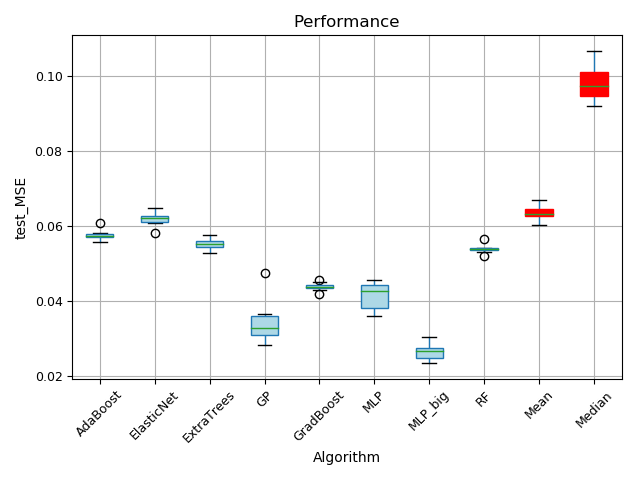 Performance
test_MSE
0.10
0.08
0.06
0.04
0.02
AdaBoost
ElasticNet
ExtraTrees
GP
GradBoost
MLP
MLP_big
RF
Mean
Median
Algorithm